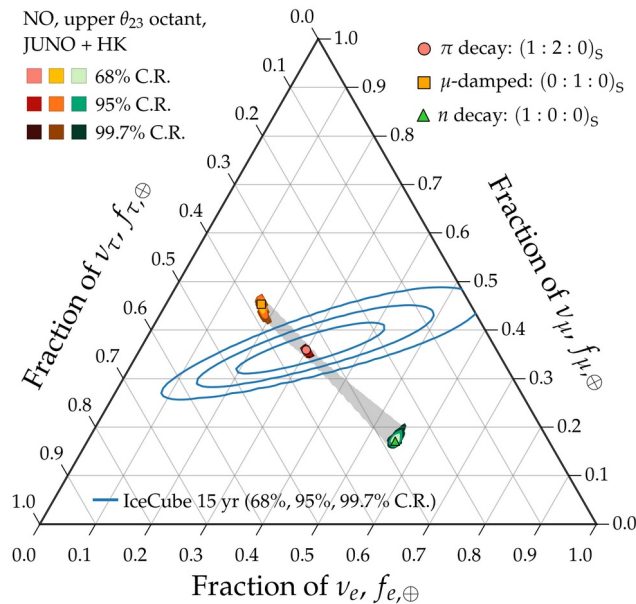 NO, upper θ₂₃ octant,
JUNO + HK
68% C.R.
95% C.R.
99.7% C.R.
π decay: (1 : 2 : 0)S
μ-damped: (0 : 1 : 0)S
n decay: (1 : 0 : 0)S
Fraction of ντ, fτ,⊕
0.0
0.1
0.2
0.3
0.4
0.5
0.6
0.7
0.8
0.9
1.0
Fraction of νμ, fμ,⊕
1.0
0.9
0.8
0.7
0.6
0.5
0.4
0.3
0.2
0.1
0.0
IceCube 15 yr (68%, 95%, 99.7% C.R.)
0.0 0.1 0.2 0.3 0.4 0.5 0.6 0.7 0.8 0.9 1.0
Fraction of νe, fe,⊕